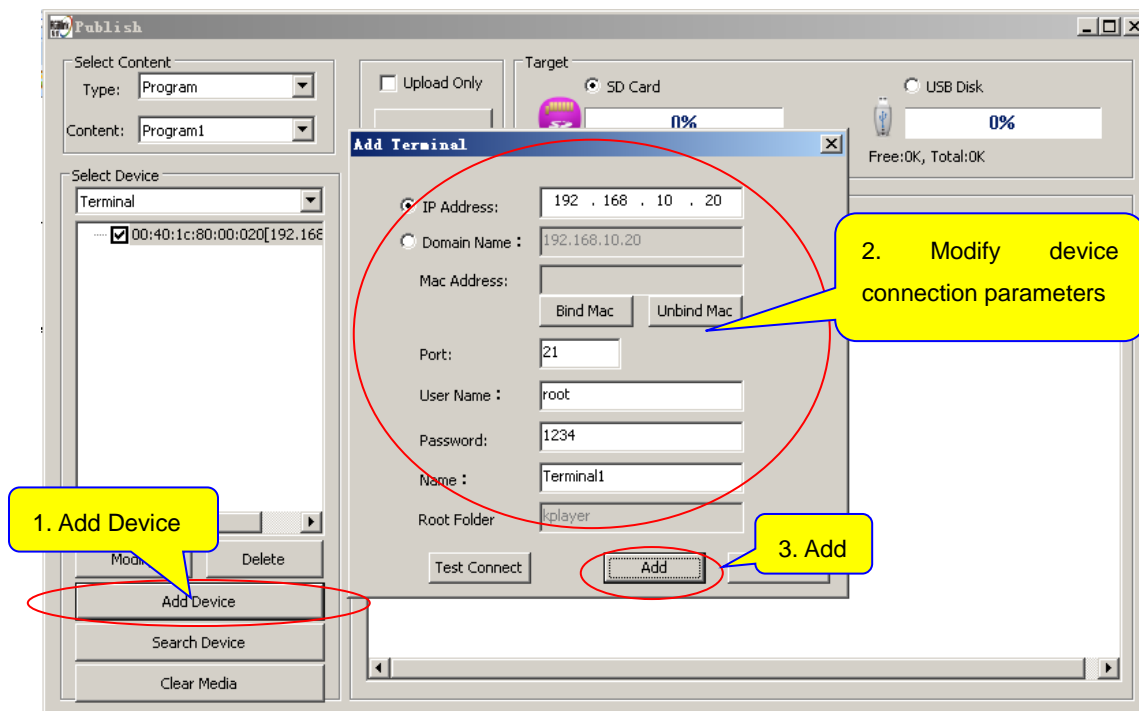 Publish
Select Content
Type: Program
Content: Program1
Upload Only
Target
SD Card
0%
USB Disk
0%
Free:0K, Total:0K
Select Device
Terminal
00:40:1c:80:00:020[192.168
Add Terminal
IP Address: 192 . 168 . 10 . 20
Domain Name： 192.168.10.20
Mac Address:
Bind Mac Unbind Mac
Port: 21
User Name： root
Password: 1234
Name： Terminal1
Root Folder kplayer
Test Connect Add
2. Modify device
connection parameters
1. Add Device
3. Add
Delete
Add Device
Search Device
Clear Media